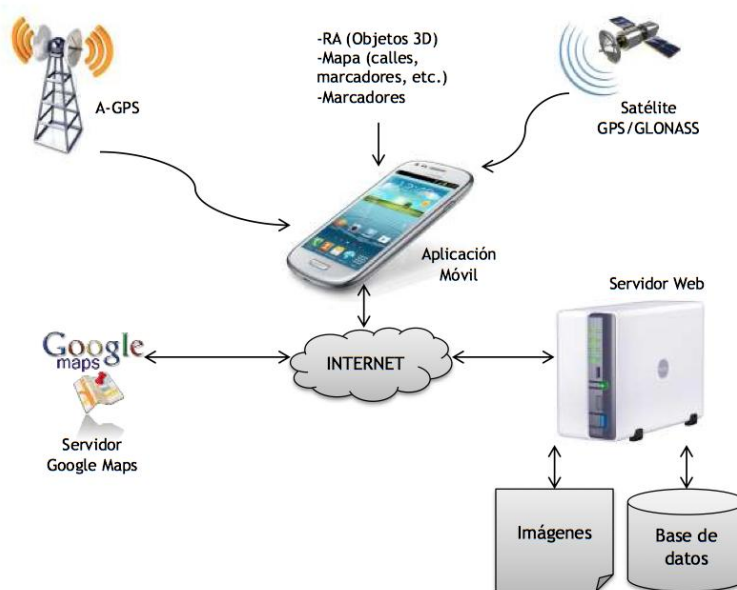 -RA (Objetos 3D)
-Mapa (calles,
marcadores, etc.)
-Marcadores
A-GPS
Satélite
GPS/GLONASS
Aplicación
Móvil
Servidor Web
Google
maps
INTERNET
Servidor
Google Maps
Imágenes
Base de
datos